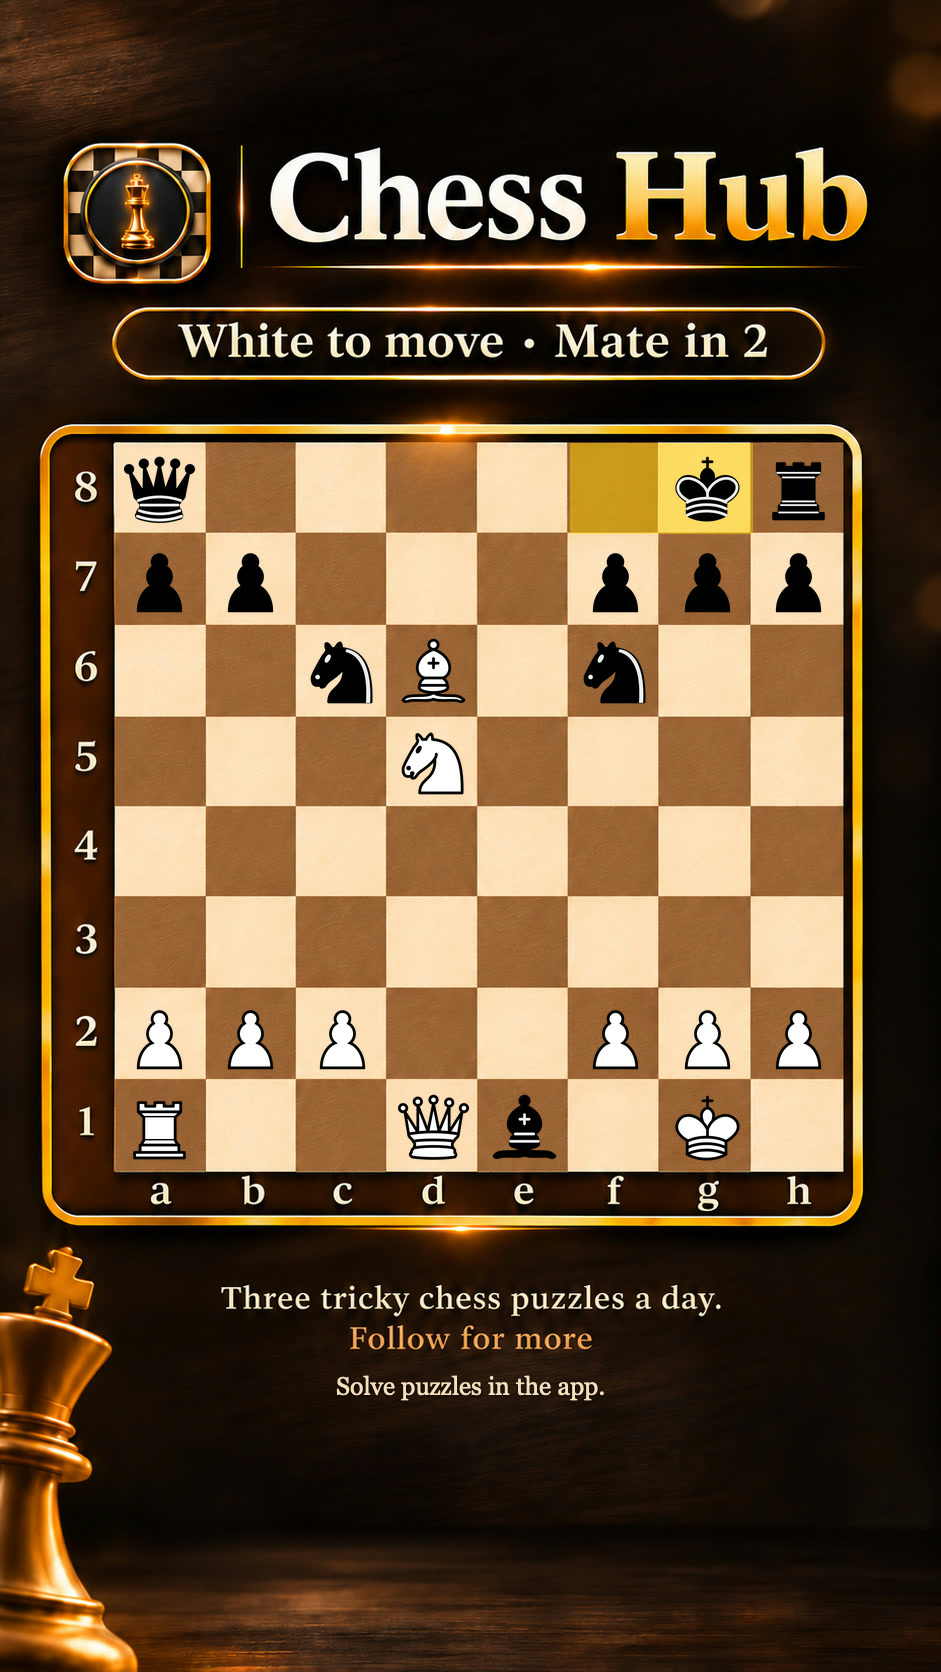 Chess Hub
White to move • Mate in 2
8
7
6
5
4
3
2
1
a b c d e f g h
Three tricky chess puzzles a day.
Follow for more
Solve puzzles in the app.